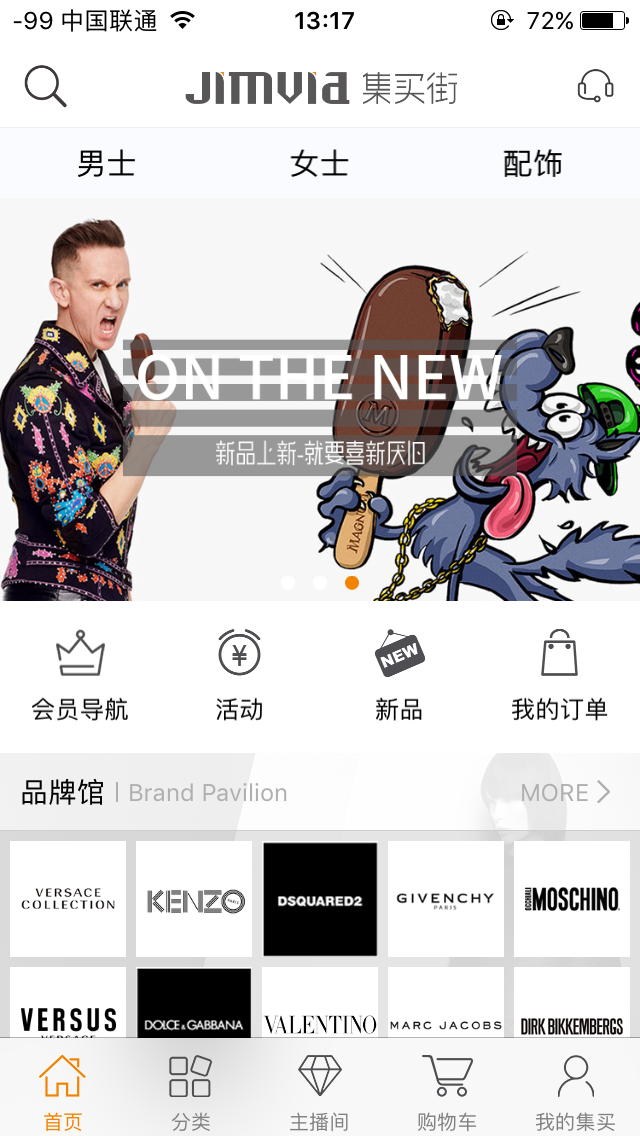 -99 中国联通 13:17 72%
JIMVIA 集买街
男士 女士 配饰
ON THE NEW
新品上新-就要喜新厌旧
M
MAGNUM
¥ NEW
会员导航 活动 新品 我的订单
品牌馆 Brand Pavilion MORE
VERSACE COLLECTION
KENZO PARIS
DSQUARED2
GIVENCHY PARIS
OCCHIALI MOSCHINO
VERSUS VERSACE
DOLCE & GABBANA
VALENTINO
MARC JACOBS
DIRK BIKKEMBERGS
首页 分类 主播间 购物车 我的集买